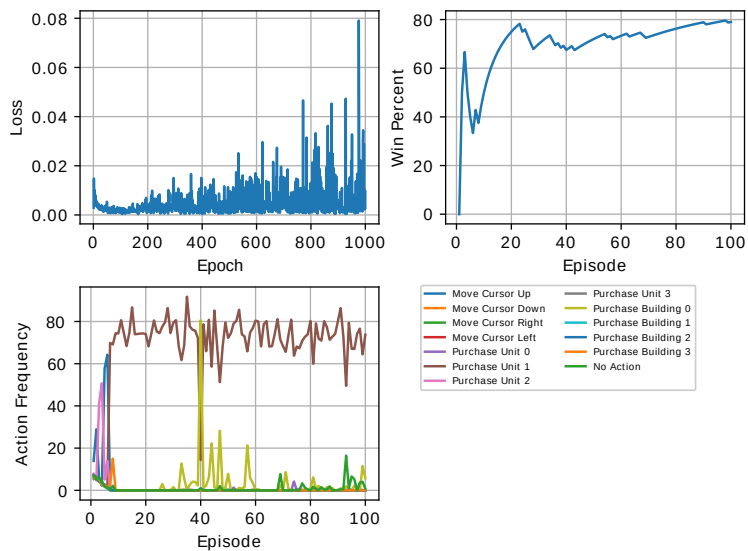 0.08
0.06
0.04
0.02
0.00
Loss
0 200 400 600 800 1000
Epoch
80
60
40
20
0
Win Percent
0 20 40 60 80 100
Episode
80
60
40
20
0
Action Frequency
0 20 40 60 80 100
Episode
Move Cursor Up
Move Cursor Down
Move Cursor Right
Move Cursor Left
Purchase Unit 0
Purchase Unit 1
Purchase Unit 2
Purchase Unit 3
Purchase Building 0
Purchase Building 1
Purchase Building 2
Purchase Building 3
No Action